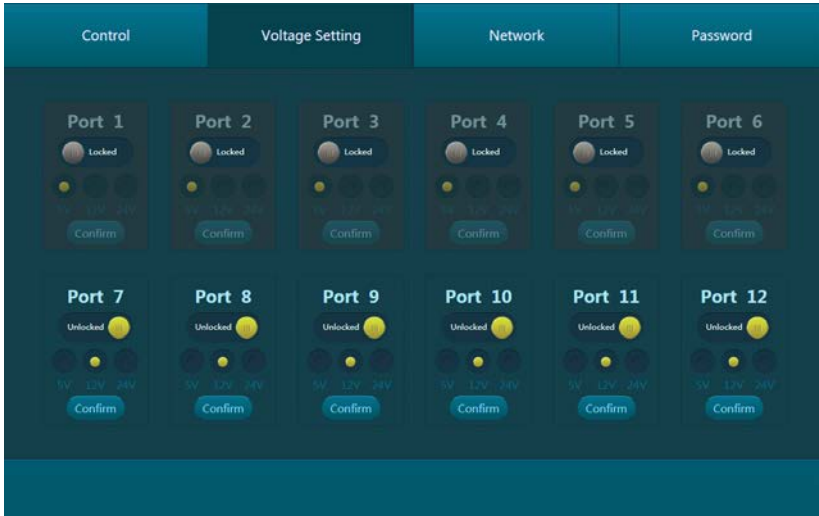 Control Voltage Setting Network Password
Port 1 Port 2 Port 3 Port 4 Port 5 Port 6
Locked Locked Locked Locked Locked Locked
5V 12V 24V 5V 12V 24V 5V 12V 24V 5V 12V 24V 5V 12V 24V 5V 12V 24V
Confirm Confirm Confirm Confirm Confirm Confirm
Port 7 Port 8 Port 9 Port 10 Port 11 Port 12
Unlocked Unlocked Unlocked Unlocked Unlocked Unlocked
5V 12V 24V 5V 12V 24V 5V 12V 24V 5V 12V 24V 5V 12V 24V 5V 12V 24V
Confirm Confirm Confirm Confirm Confirm Confirm